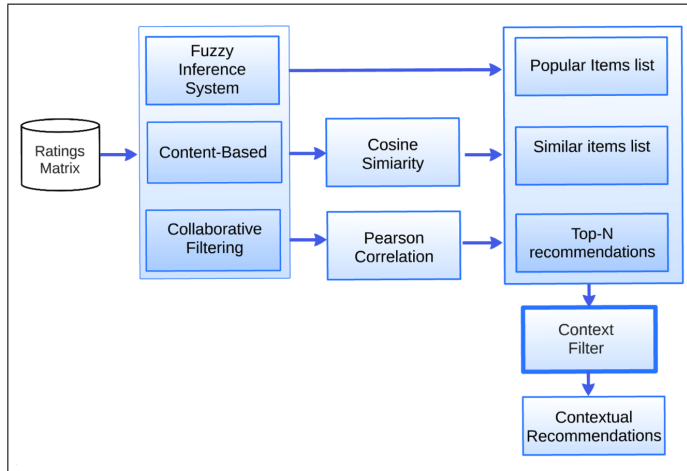 Fuzzy
Inference
System
Popular Items list
Ratings
Matrix
Content-Based
Cosine
Simiarity
Similar items list
Collaborative
Filtering
Pearson
Correlation
Top-N
recommendations
Context
Filter
Contextual
Recommendations